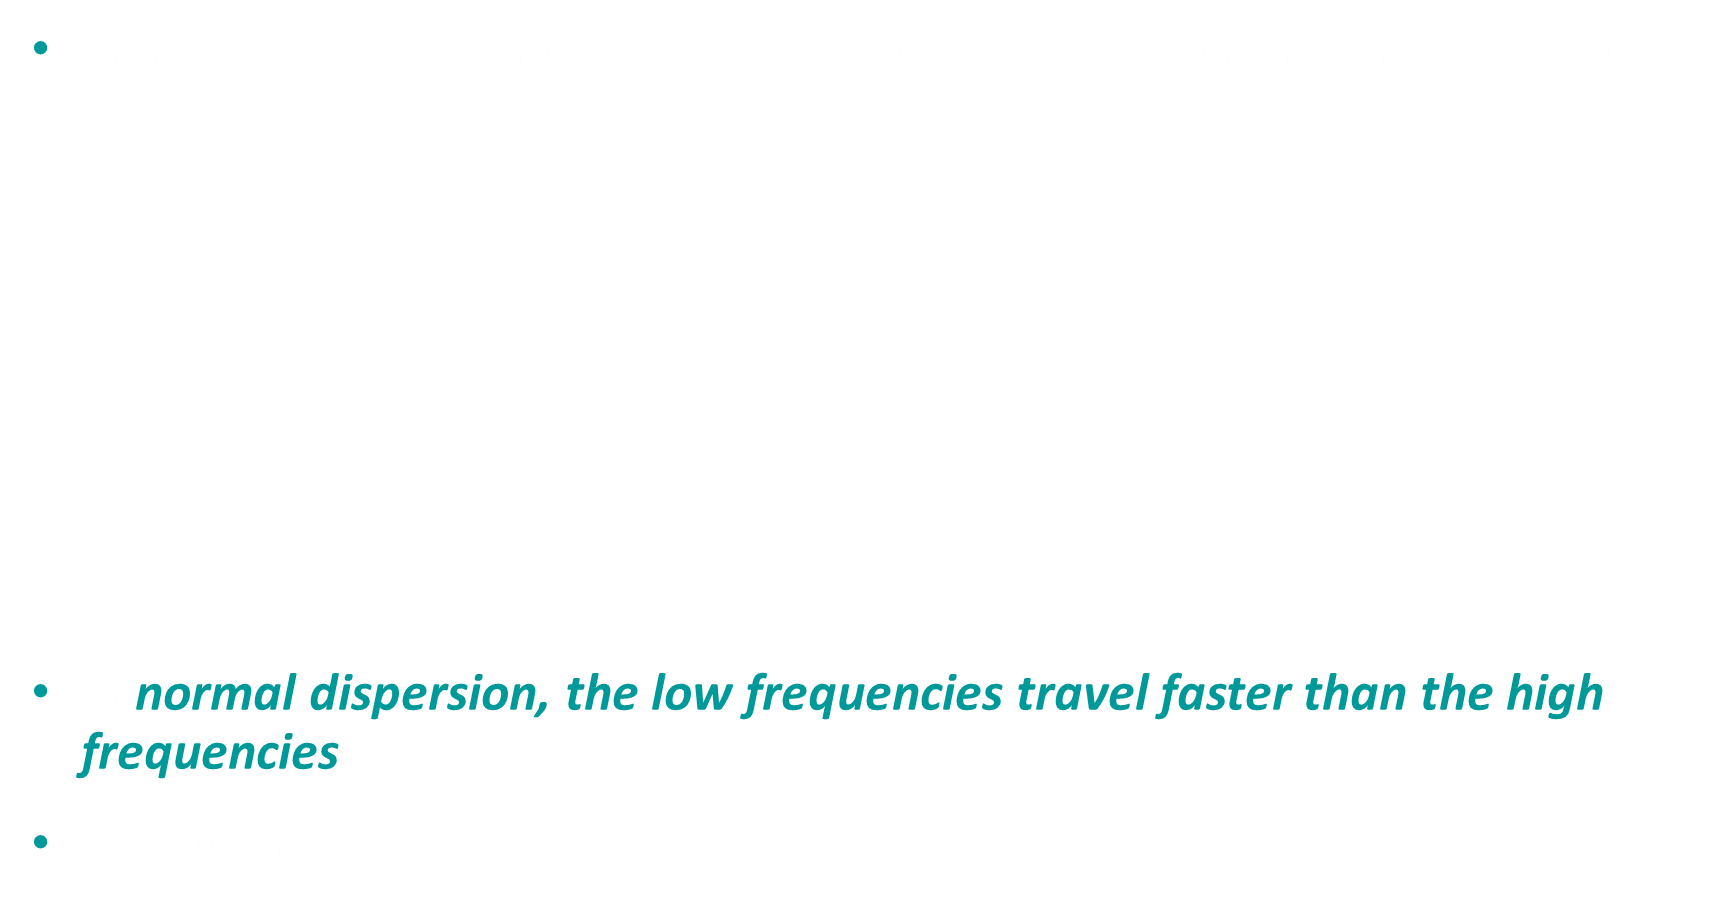 •
• normal dispersion, the low frequencies travel faster than the high
frequencies
•